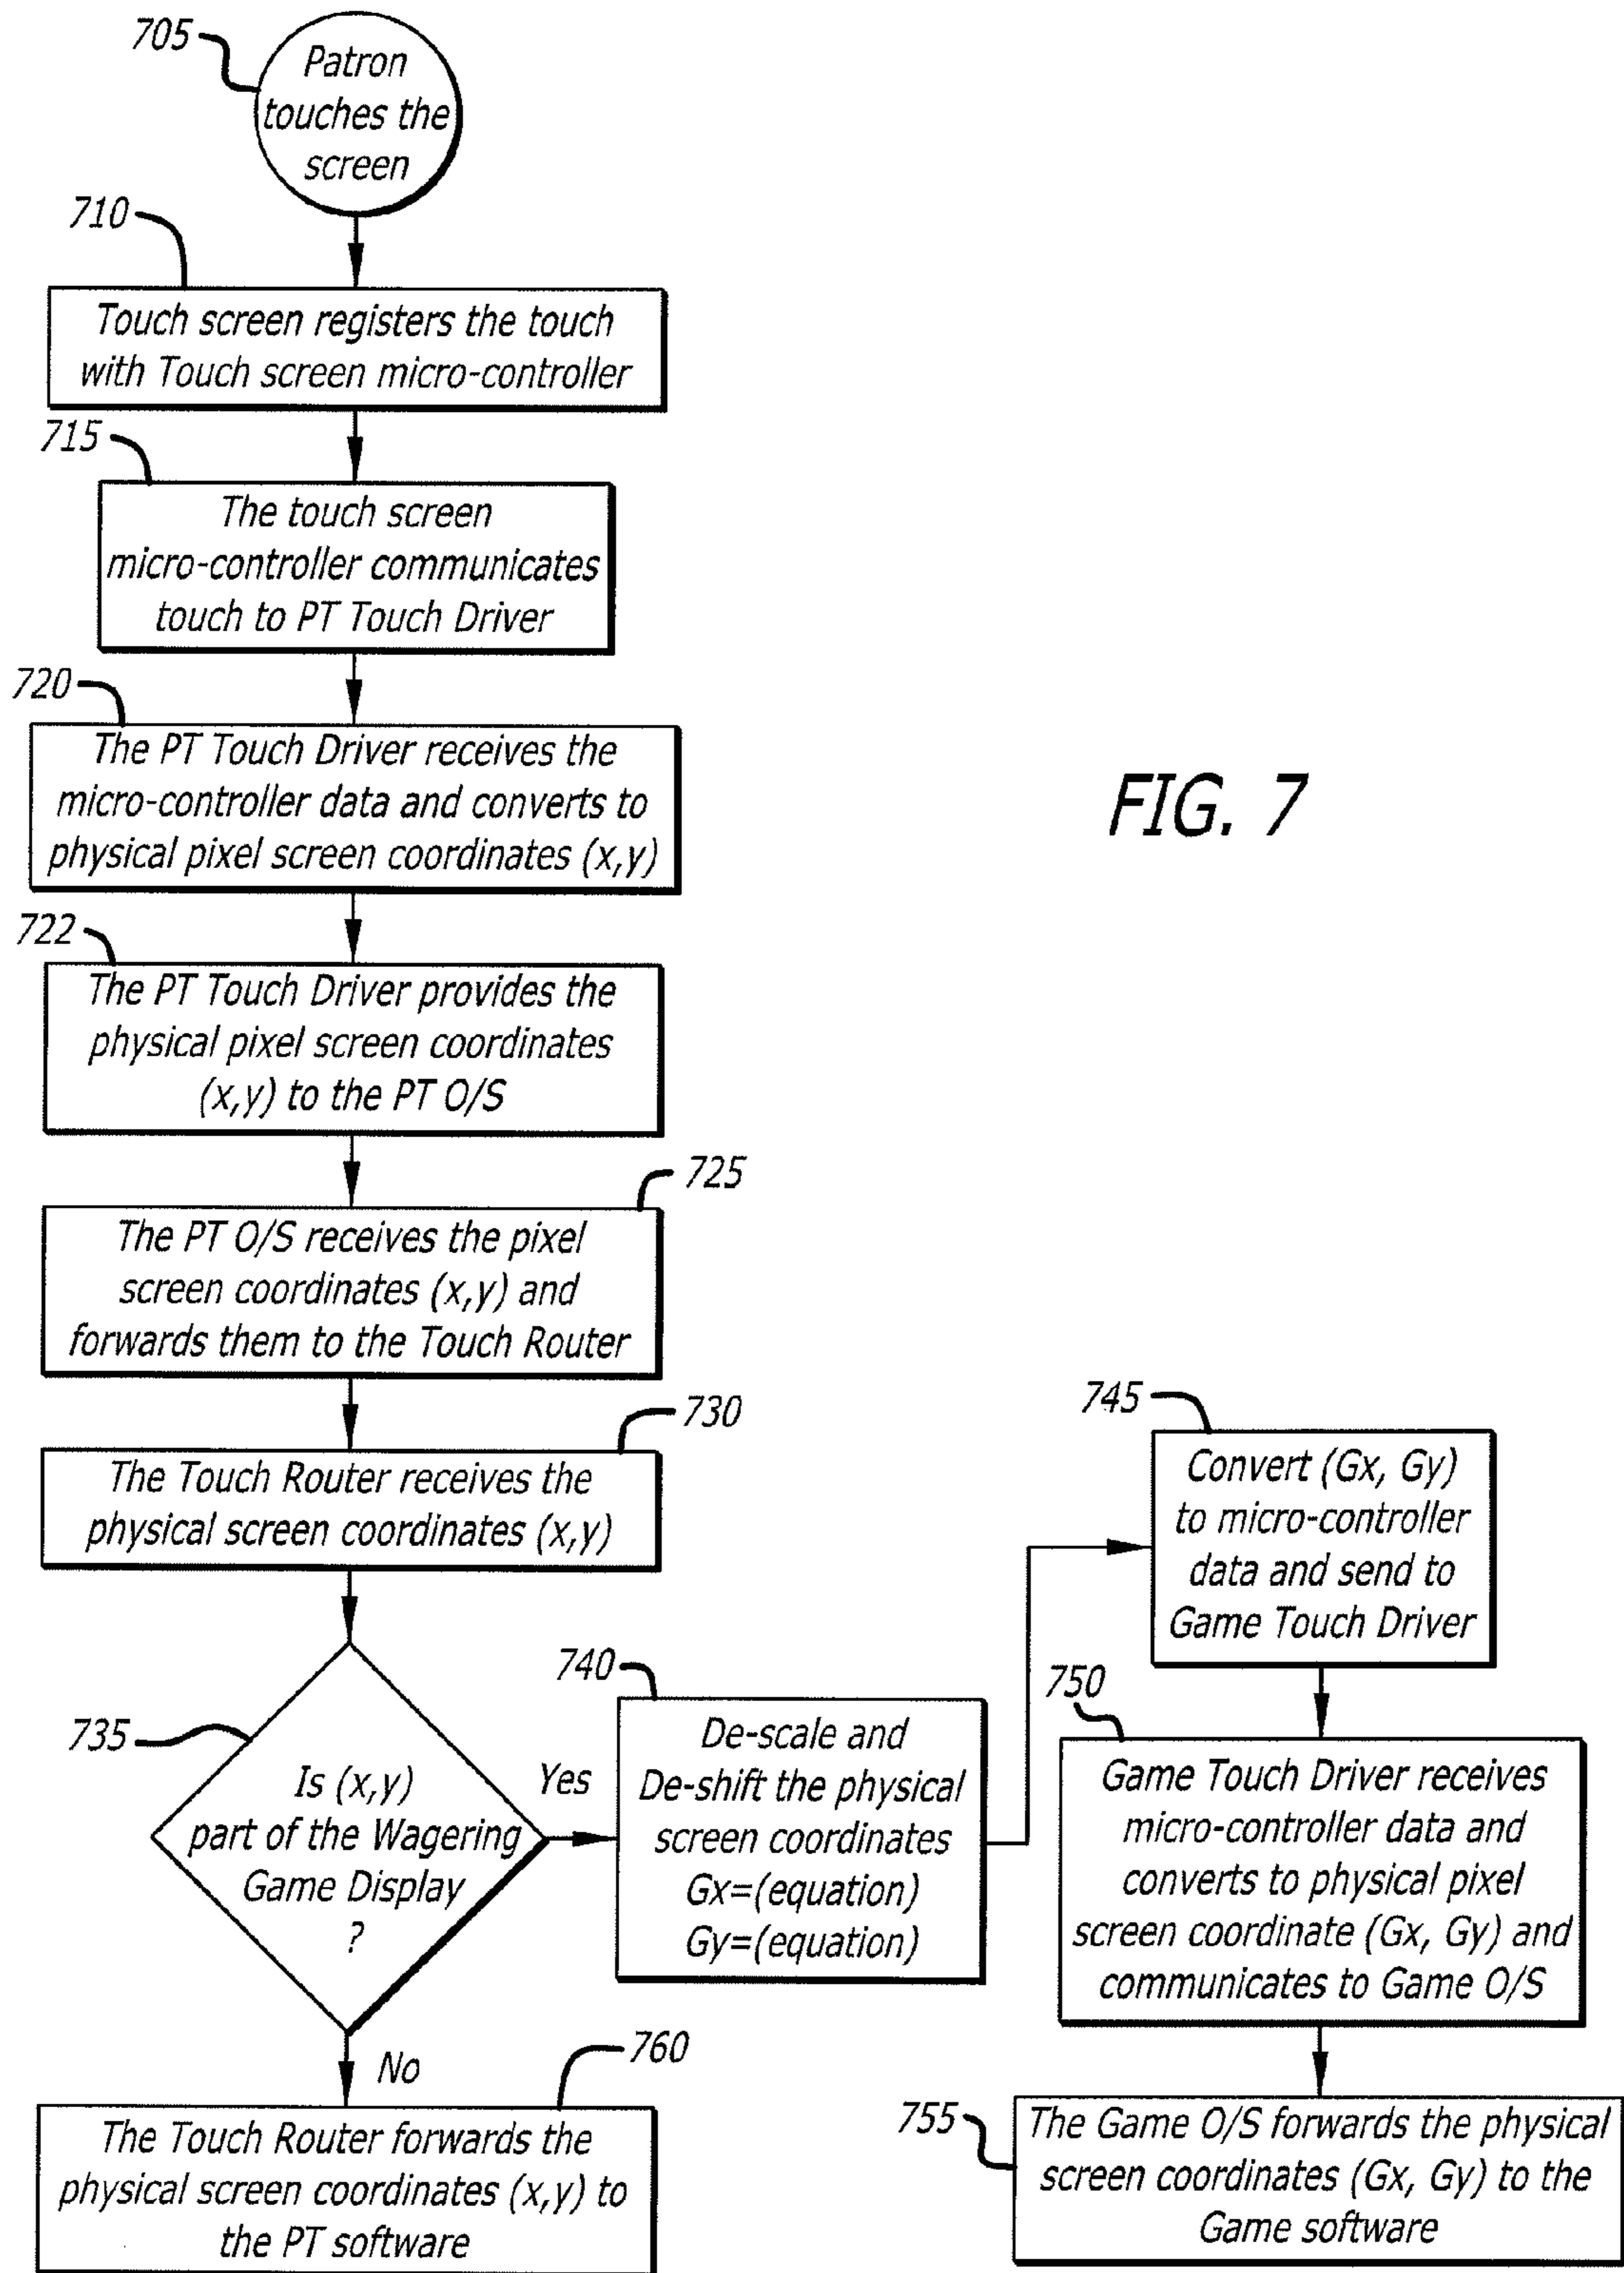 705
Patron
touches the
screen
710
Touch screen registers the touch
with Touch screen micro-controller
715
The touch screen
micro-controller communicates
touch to PT Touch Driver
720
The PT Touch Driver receives the
micro-controller data and converts to
physical pixel screen coordinates (x,y)
FIG. 7
722
The PT Touch Driver provides the
physical pixel screen coordinates
(x,y) to the PT O/S
725
The PT O/S receives the pixel
screen coordinates (x,y) and
forwards them to the Touch Router
730
The Touch Router receives the
physical screen coordinates (x,y)
735
Is (x,y)
part of the Wagering
Game Display
?
Yes
No
740
De-scale and
De-shift the physical
screen coordinates
Gx=(equation)
Gy=(equation)
745
Convert (Gx, Gy)
to micro-controller
data and send to
Game Touch Driver
750
Game Touch Driver receives
micro-controller data and
converts to physical pixel
screen coordinate (Gx, Gy) and
communicates to Game O/S
755
The Game O/S forwards the physical
screen coordinates (Gx, Gy) to the
Game software
760
The Touch Router forwards the
physical screen coordinates (x,y) to
the PT software